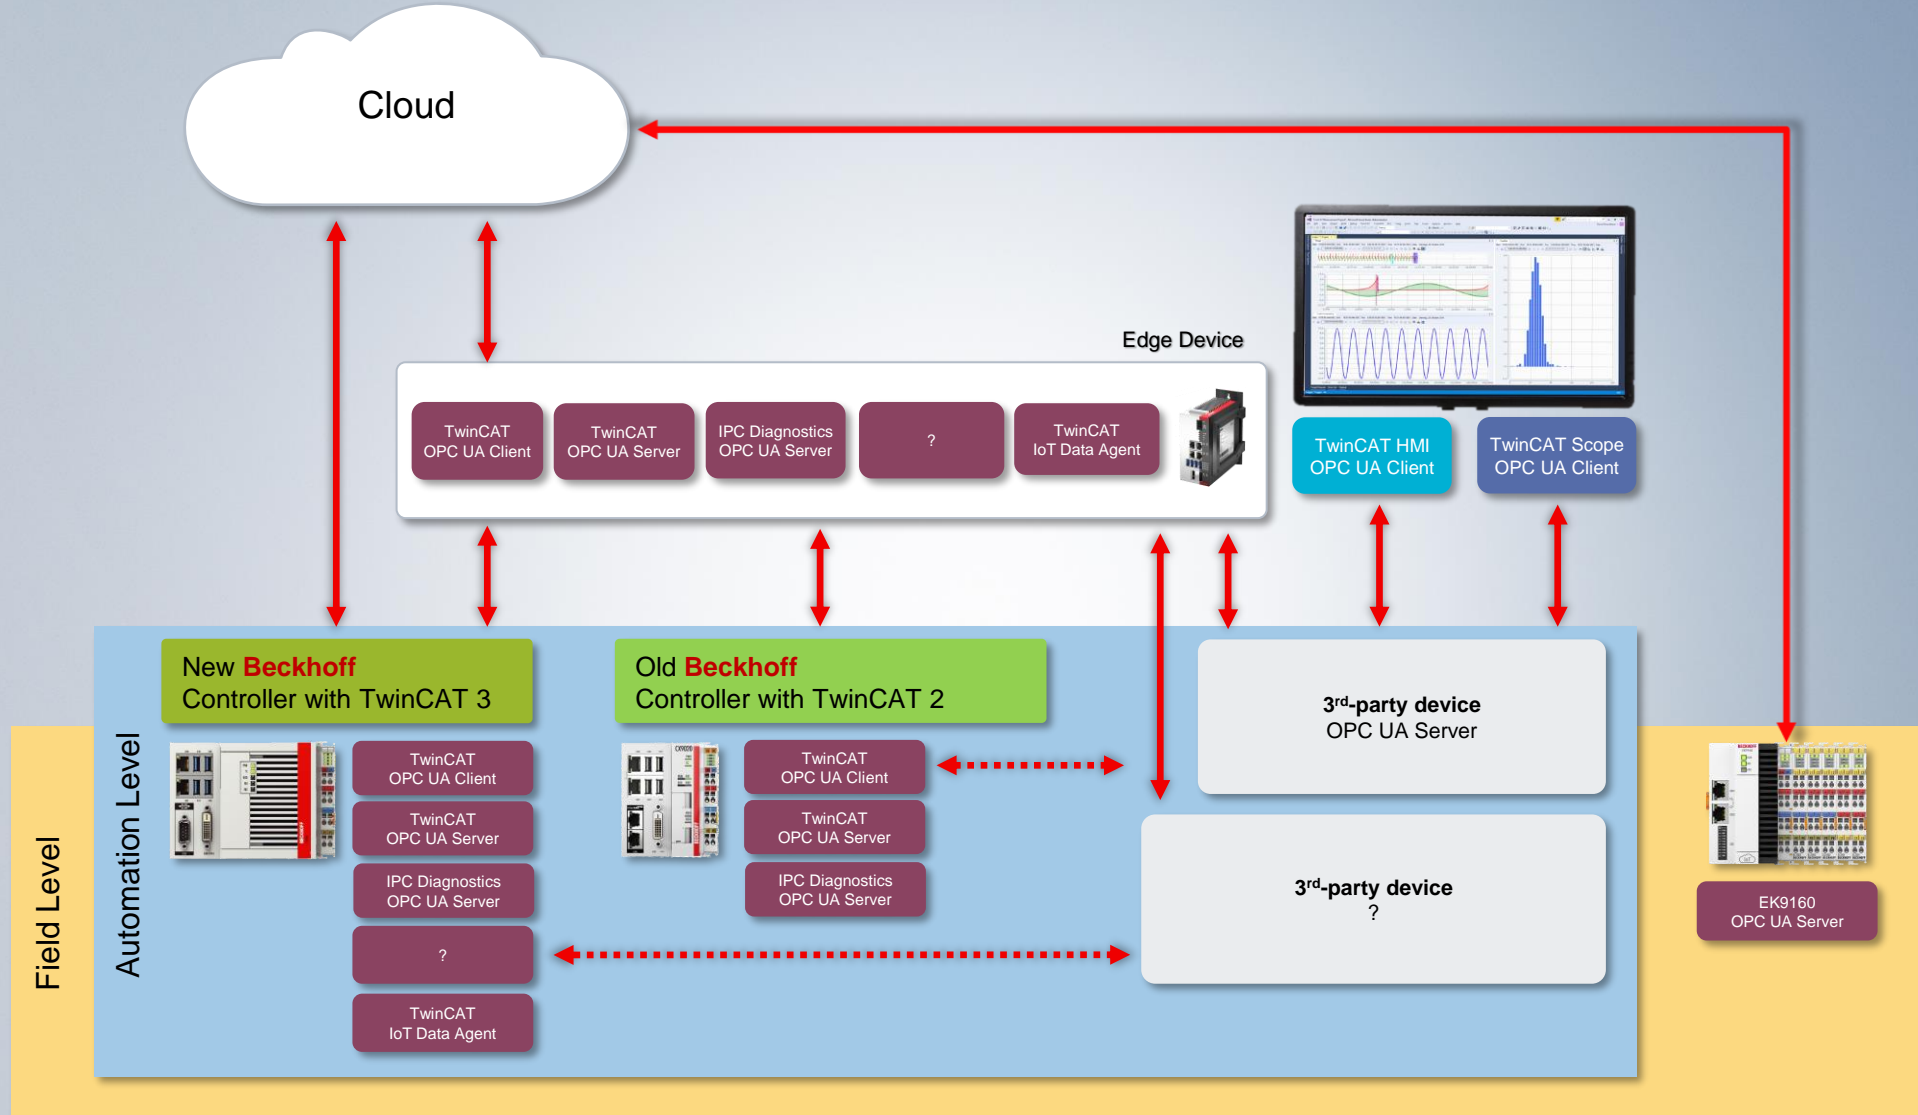 Cloud
Edge Device
TwinCAT
OPC UA Client
TwinCAT
OPC UA Server
IPC Diagnostics
OPC UA Server
?
TwinCAT
IoT Data Agent
TwinCAT HMI
OPC UA Client
TwinCAT Scope
OPC UA Client
Field Level
Automation Level
New Beckhoff
Controller with TwinCAT 3
TwinCAT
OPC UA Client
TwinCAT
OPC UA Server
IPC Diagnostics
OPC UA Server
?
TwinCAT
IoT Data Agent
Old Beckhoff
Controller with TwinCAT 2
CX9020
TwinCAT
OPC UA Client
TwinCAT
OPC UA Server
IPC Diagnostics
OPC UA Server
3rd-party device
OPC UA Server
3rd-party device
?
BECKHOFF
IoT
EK9160
OPC UA Server